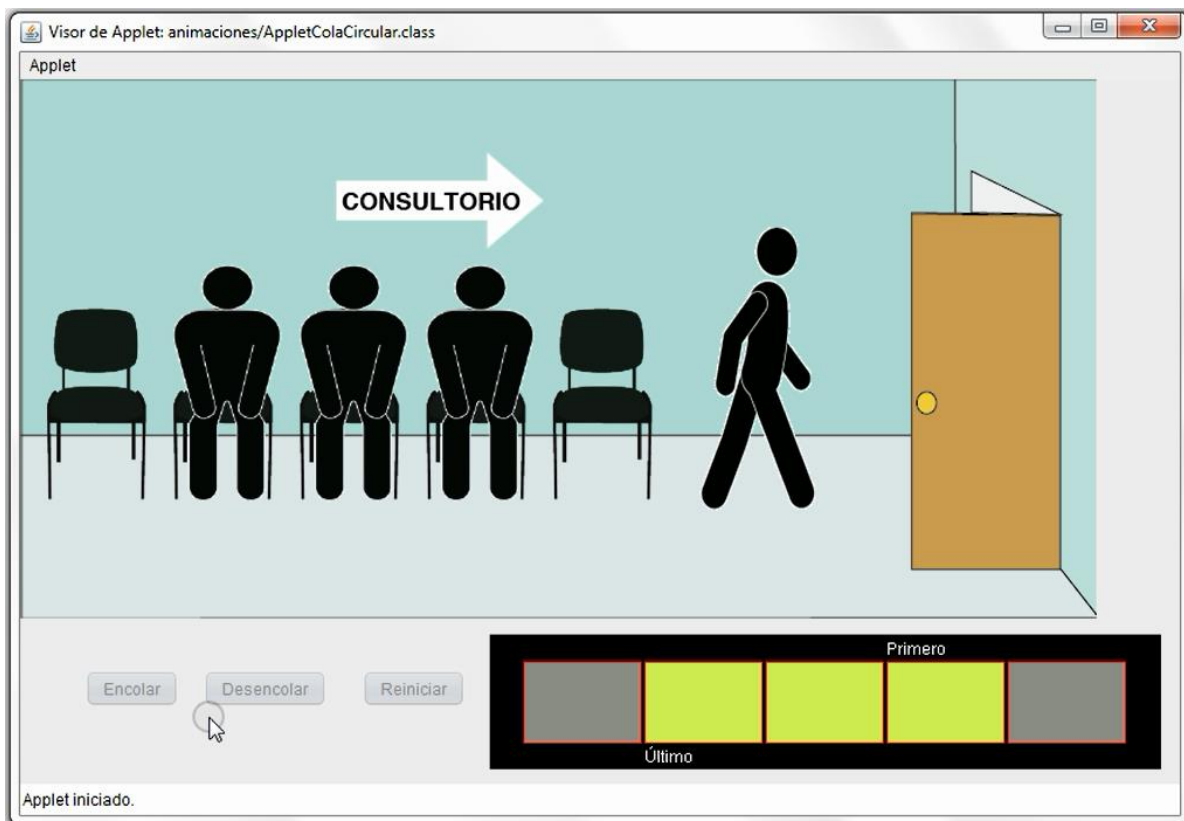 Visor de Applet: animaciones/AppletColaCircular.class
Applet
CONSULTORIO
Encolar
Desencolar
Reiniciar
Primero
Último
Applet iniciado.